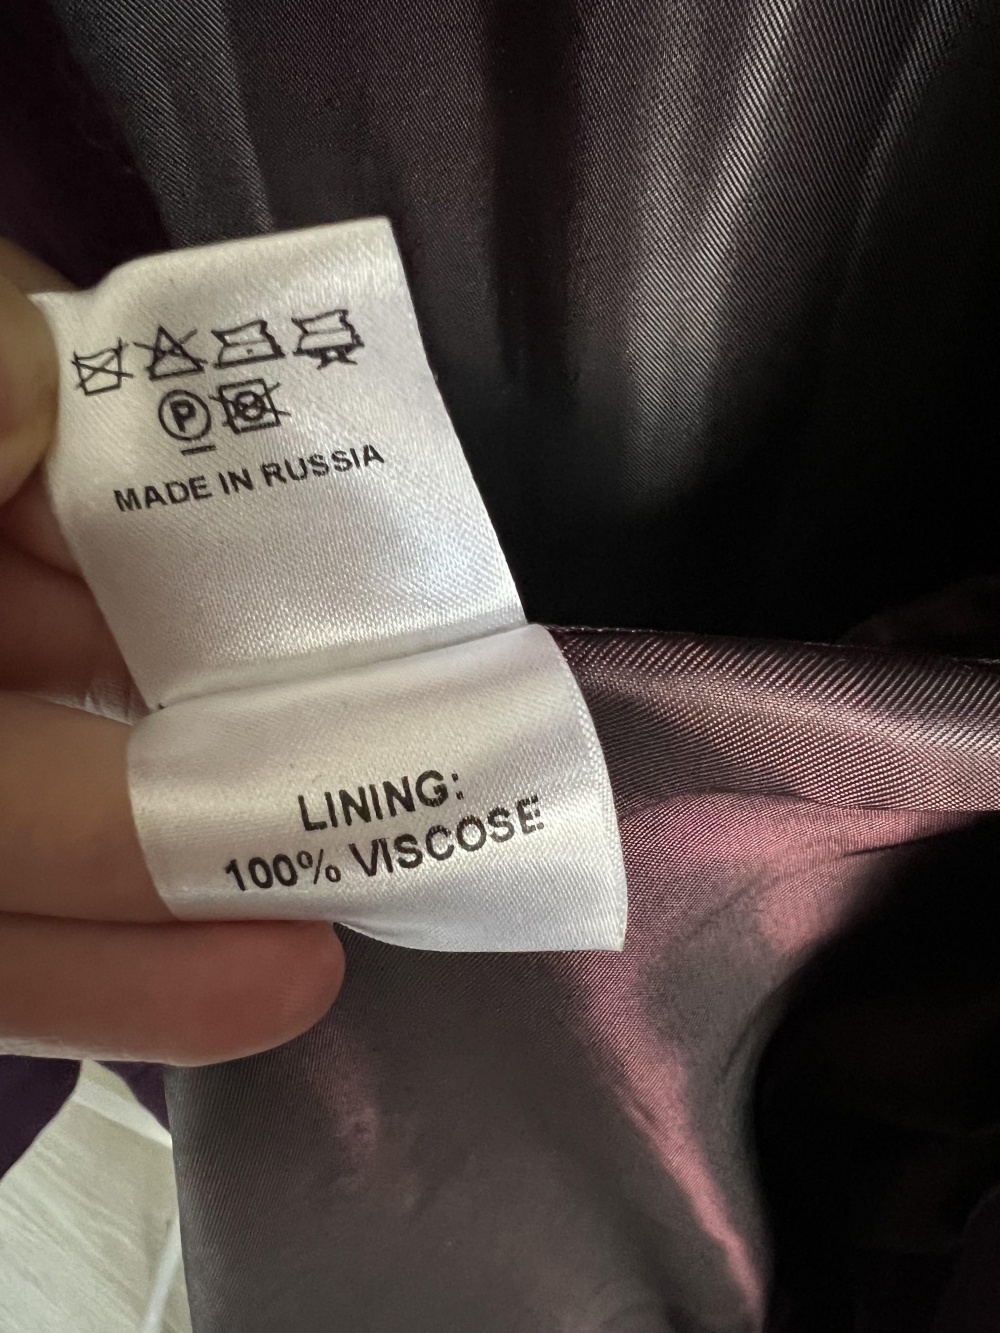 P
MADE IN RUSSIA
LINING:
100% VISCOSE